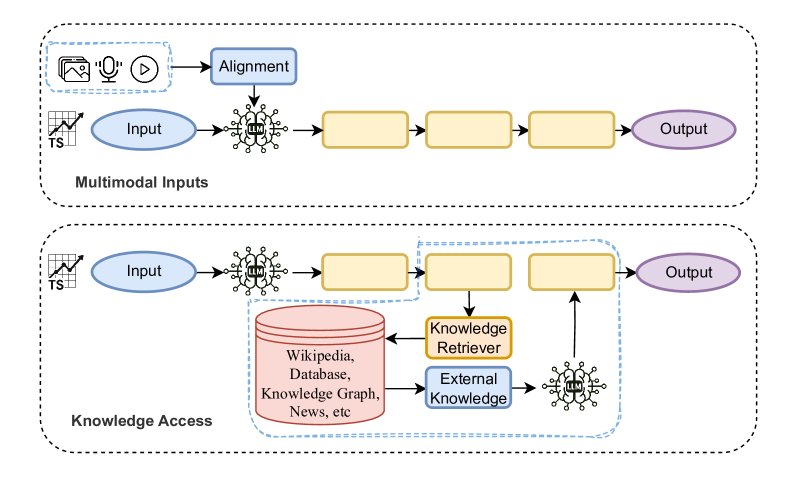 Alignment
TS
Input
LLM
Output
Multimodal Inputs
TS
Input
LLM
Output
Knowledge
Retriever
Wikipedia,
Database,
Knowledge Graph,
News, etc
External
Knowledge
LLM
Knowledge Access